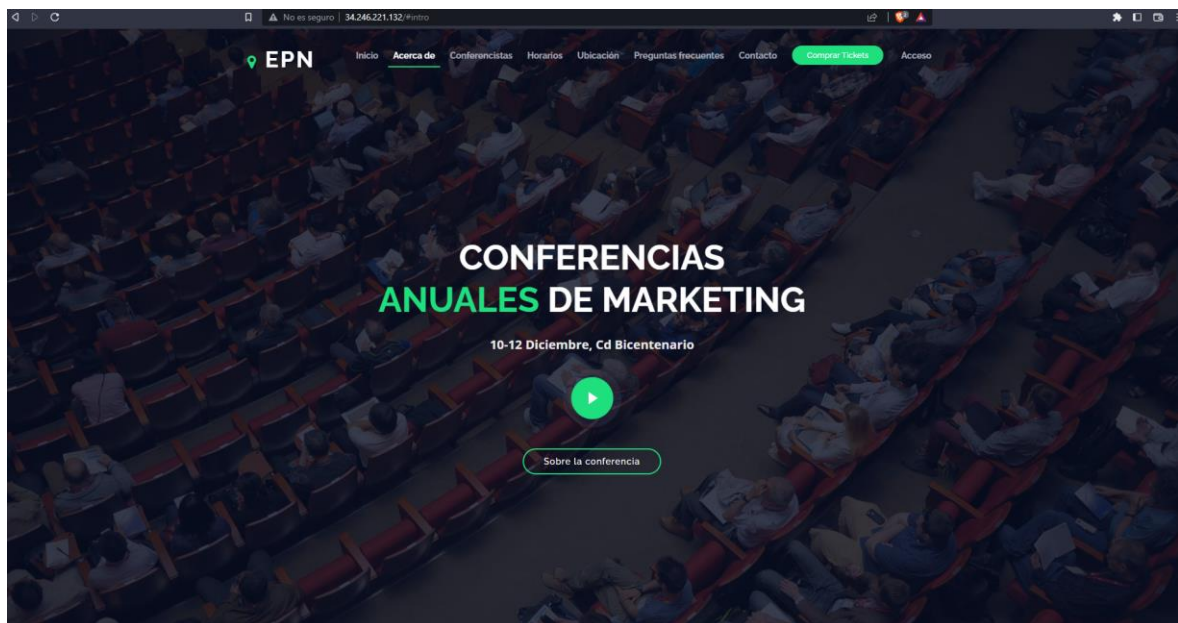 No es seguro 34.246.221.132/#intro
EPN
Inicio Acerca de Conferencistas Horarios Ubicación Preguntas frecuentes Contacto Comprar Tickets Acceso
CONFERENCIAS
ANUALES DE MARKETING
10-12 Diciembre, Cd Bicentenario
Sobre la conferencia